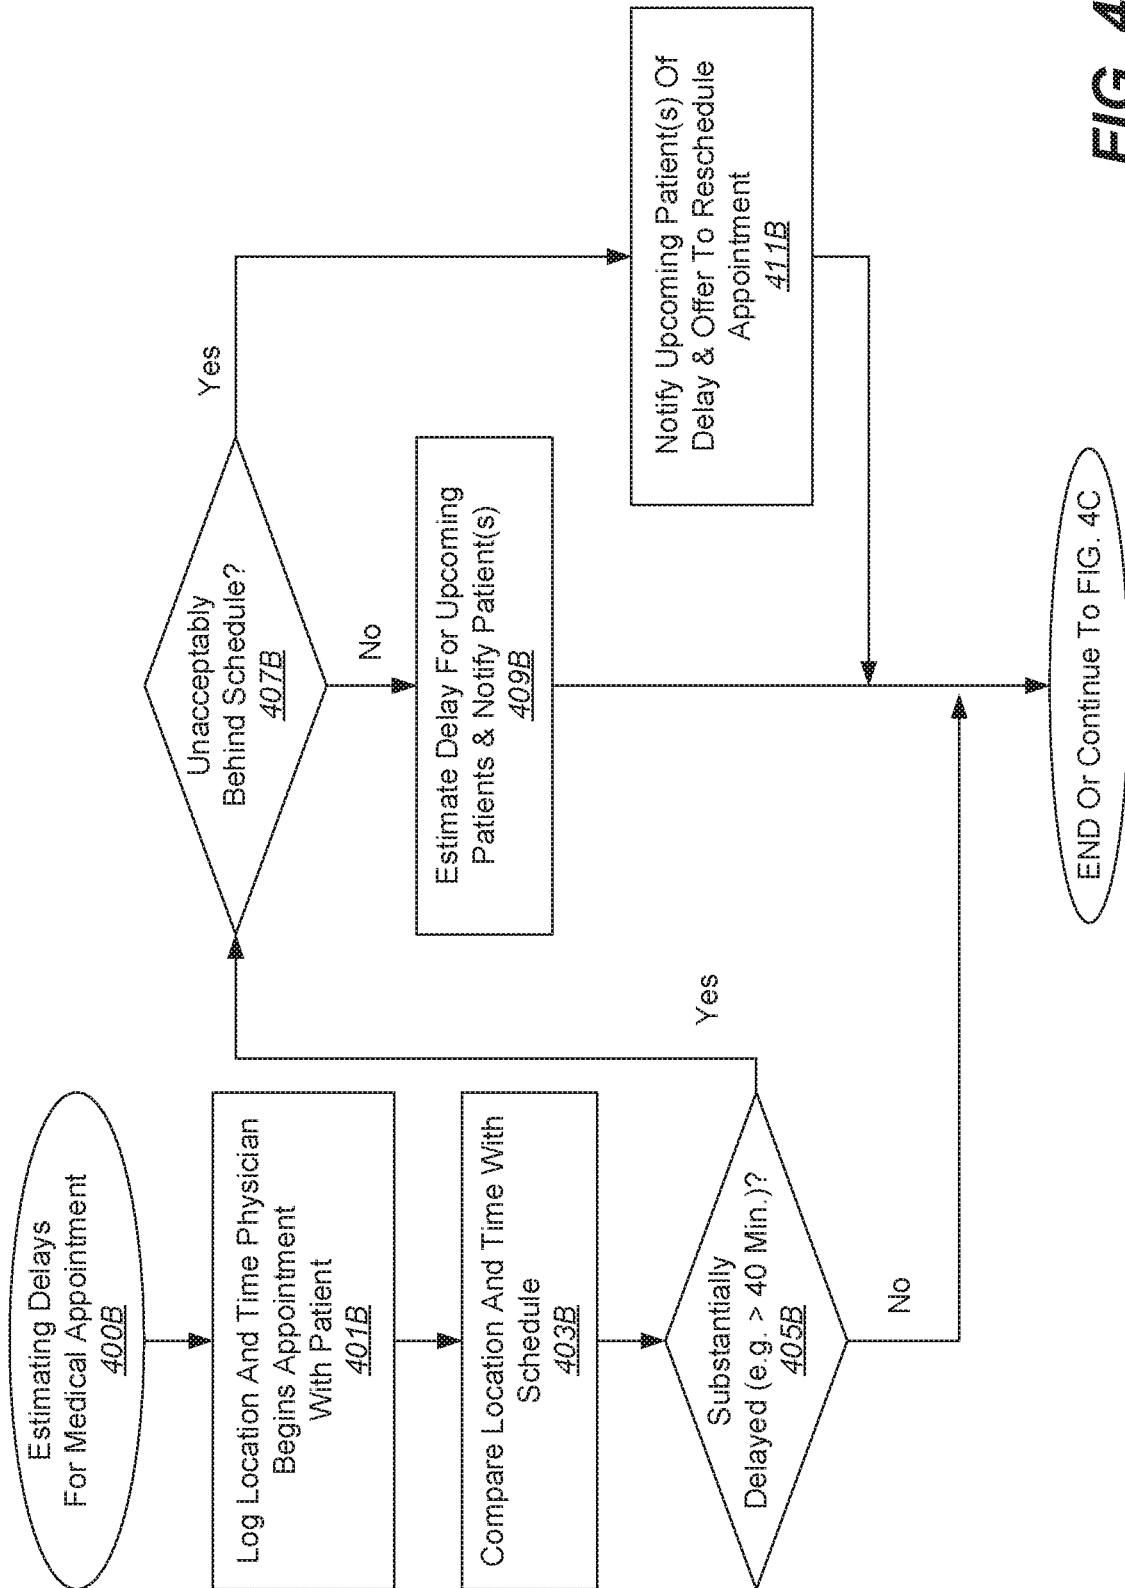 Estimating Delays
For Medical Appointment
400B
Log Location And Time Physician
Begins Appointment
With Patient
401B
Compare Location And Time With
Schedule
403B
Substantially
Delayed (e.g. > 40 Min.)?
405B
Yes
No
Unacceptably
Behind Schedule?
407B
Yes
No
Estimate Delay For Upcoming
Patients & Notify Patient(s)
409B
Notify Upcoming Patient(s) Of
Delay & Offer To Reschedule
Appointment
411B
END Or Continue To FIG. 4C
FIG. 4